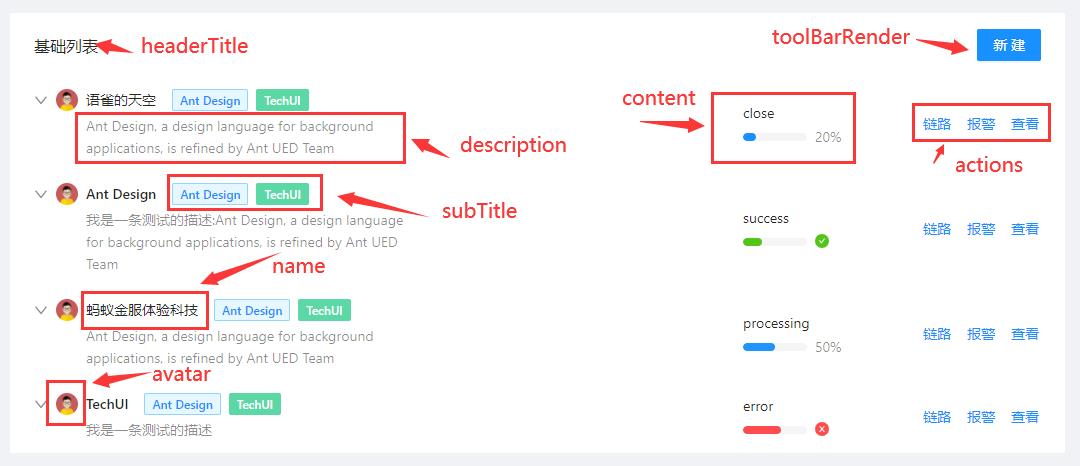 基础列表
headerTitle
toolBarRender
新 建
语雀的天空
Ant Design
TechUI
Ant Design, a design language for background
applications, is refined by Ant UED Team
description
content
close
20%
链路 报警 查看
actions
Ant Design
Ant Design
TechUI
subTitle
我是一条测试的描述:Ant Design, a design language
for background applications, is refined by Ant UED
Team
success
链路 报警 查看
name
蚂蚁金服体验科技
Ant Design
TechUI
Ant Design, a design language for background
applications, is refined by Ant UED Team
processing
50%
链路 报警 查看
avatar
TechUI
Ant Design
TechUI
我是一条测试的描述
error
链路 报警 查看